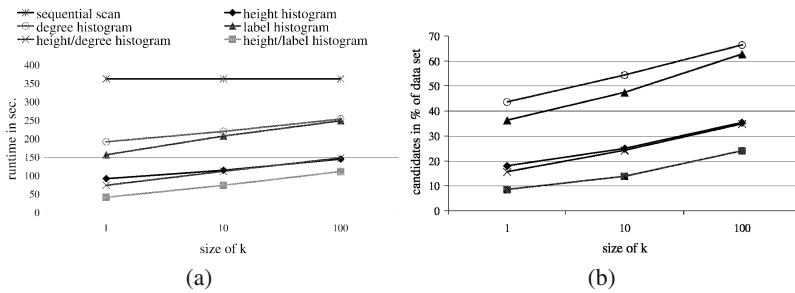 sequential scan
height histogram
degree histogram
label histogram
height/degree histogram
height/label histogram
runtime in sec.
400
350
300
250
200
150
100
50
0
1 10 100
size of k
(a)
candidates in % of data set
70
60
50
40
30
20
10
0
1 10 100
size of k
(b)